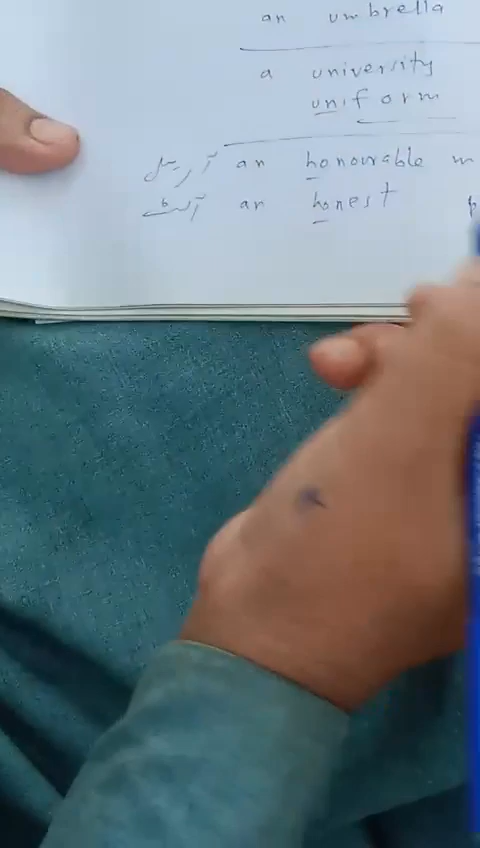 an umbrella
a university
uniform
an honourable m
an honest p